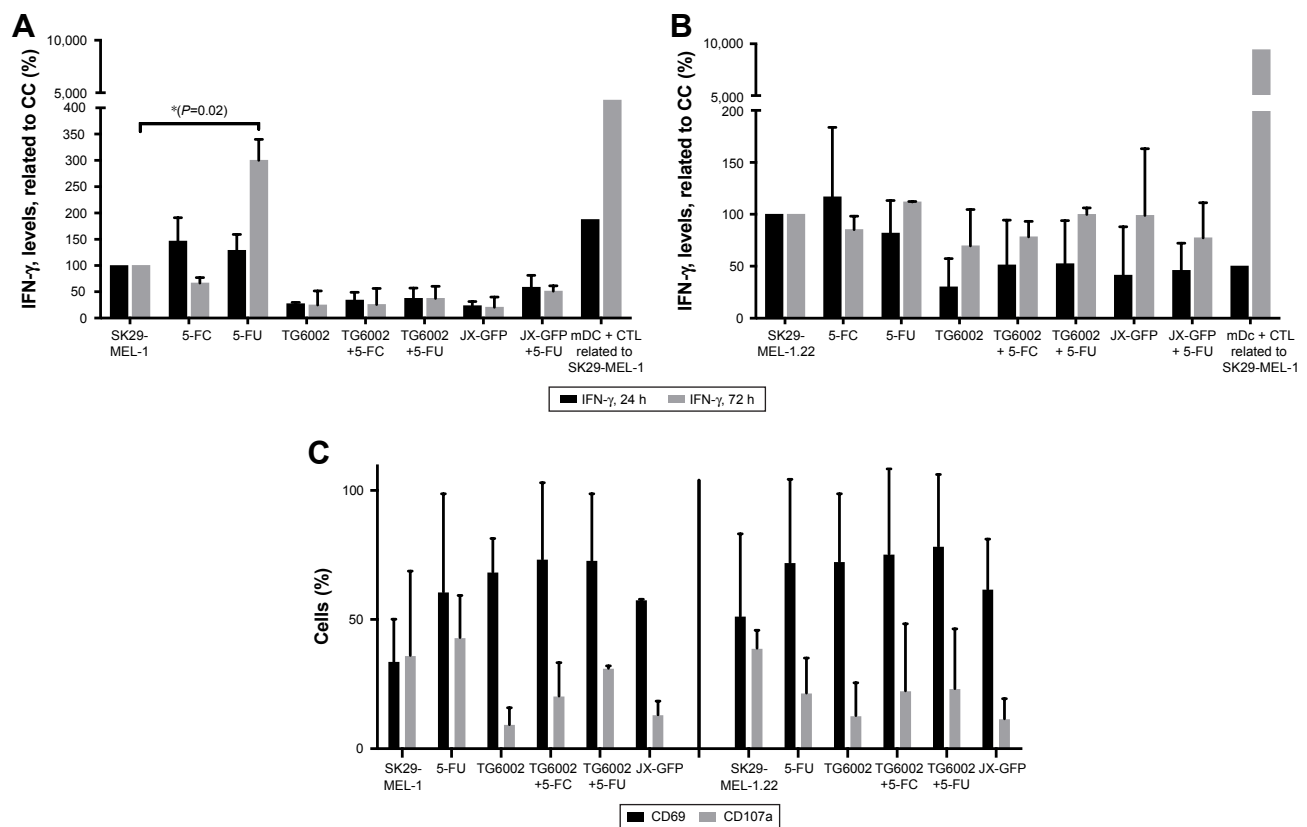 A
IFN-γ, levels, related to CC (%)
10,000
5,000
400
350
300
250
200
150
100
50
0
*(P=0.02)
SK29-
MEL-1
5-FC
5-FU
TG6002
TG6002
+5-FC
TG6002
+5-FU
JX-GFP
JX-GFP
+5-FU
mDC + CTL
related to
SK29-MEL-1
B
IFN-γ, levels, related to CC (%)
10,000
5,000
200
150
100
50
0
SK29-
MEL-1.22
5-FC
5-FU
TG6002
TG6002
+ 5-FC
TG6002
+ 5-FU
JX-GFP
JX-GFP
+ 5-FU
mDc + CTL
related to
SK29-MEL-1
IFN-γ, 24 h
IFN-γ, 72 h
C
Cells (%)
100
50
0
SK29-
MEL-1
5-FU
TG6002
TG6002
+5-FC
TG6002
+5-FU
JX-GFP
SK29-
MEL-1.22
5-FU
TG6002
TG6002
+5-FC
TG6002
+5-FU
JX-GFP
CD69
CD107a